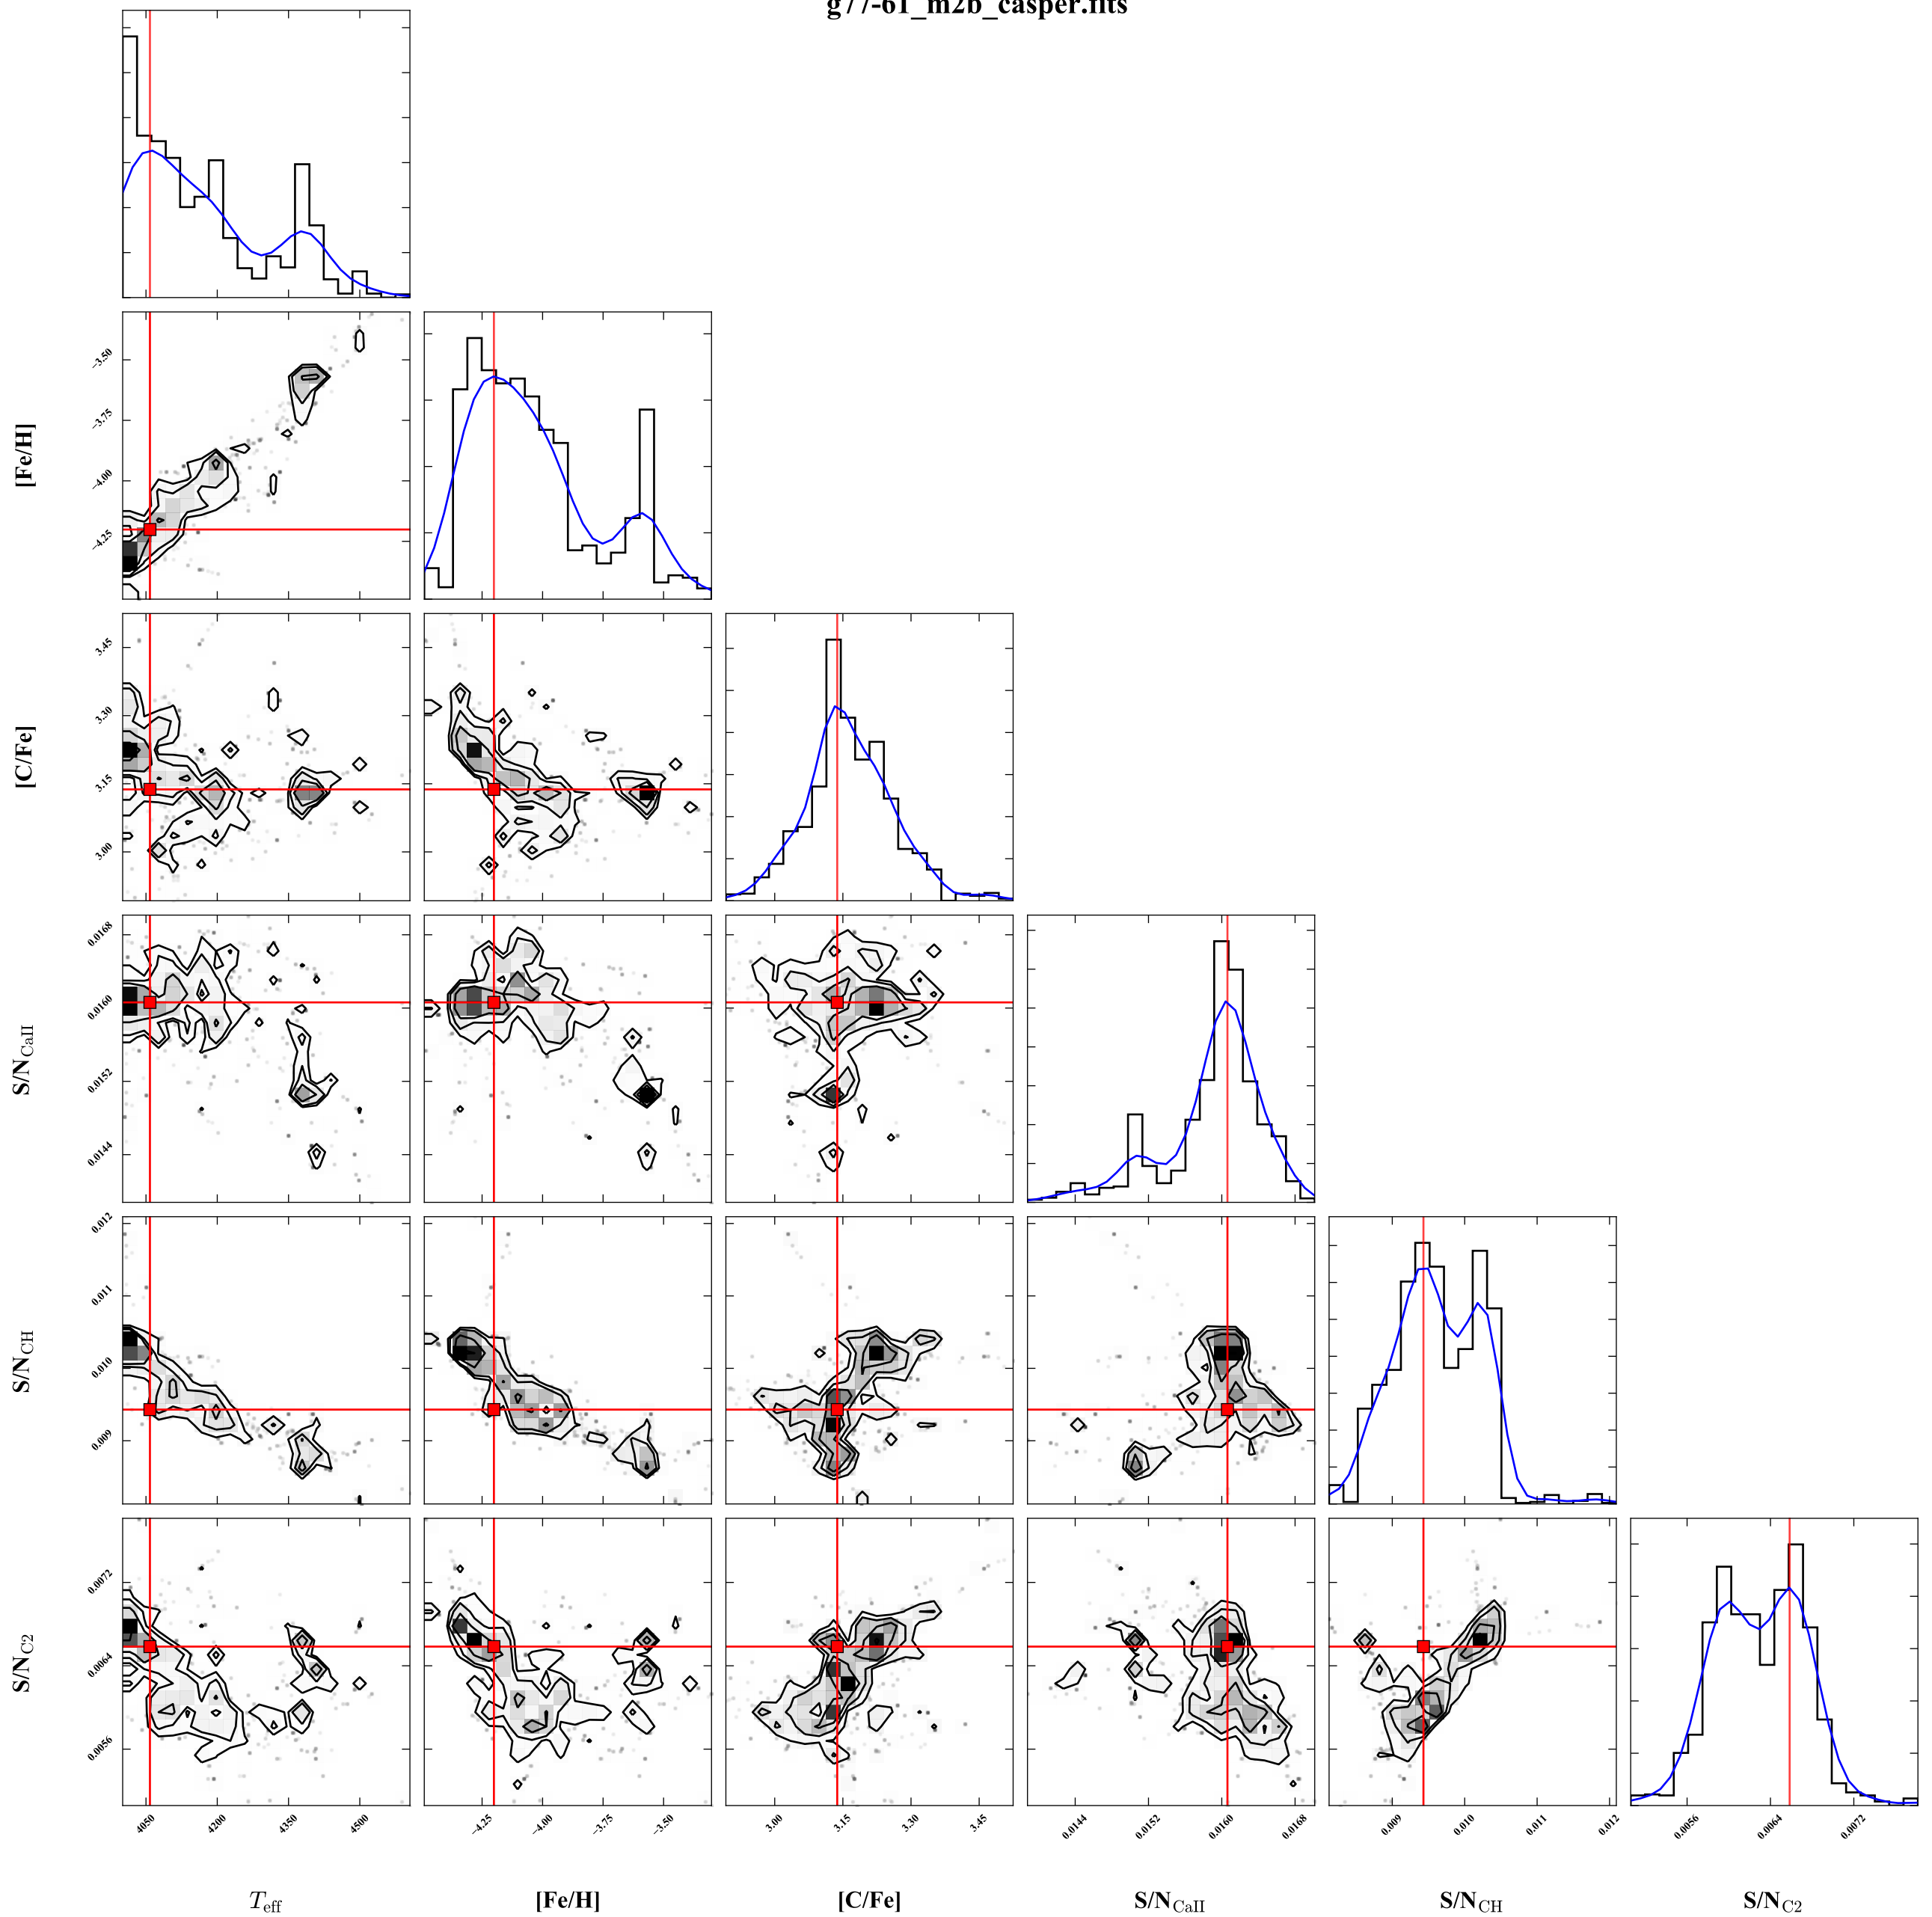 g77-61_m2b_casper.fits
[Fe/H]
−3.50
−3.75
−4.00
−4.25
[C/Fe]
3.45
3.30
3.15
3.00
S/N_CaII
0.0168
0.0160
0.0152
0.0144
S/N_CH
0.012
0.011
0.010
0.009
S/N_C2
0.0072
0.0064
0.0056
4050 4200 4350 4500 −4.25 −4.00 −3.75 −3.50 3.00 3.15 3.30 3.45 0.0144 0.0152 0.0160 0.0168 0.009 0.010 0.011 0.012 0.0056 0.0064 0.0072
T_eff [Fe/H] [C/Fe] S/N_CaII S/N_CH S/N_C2